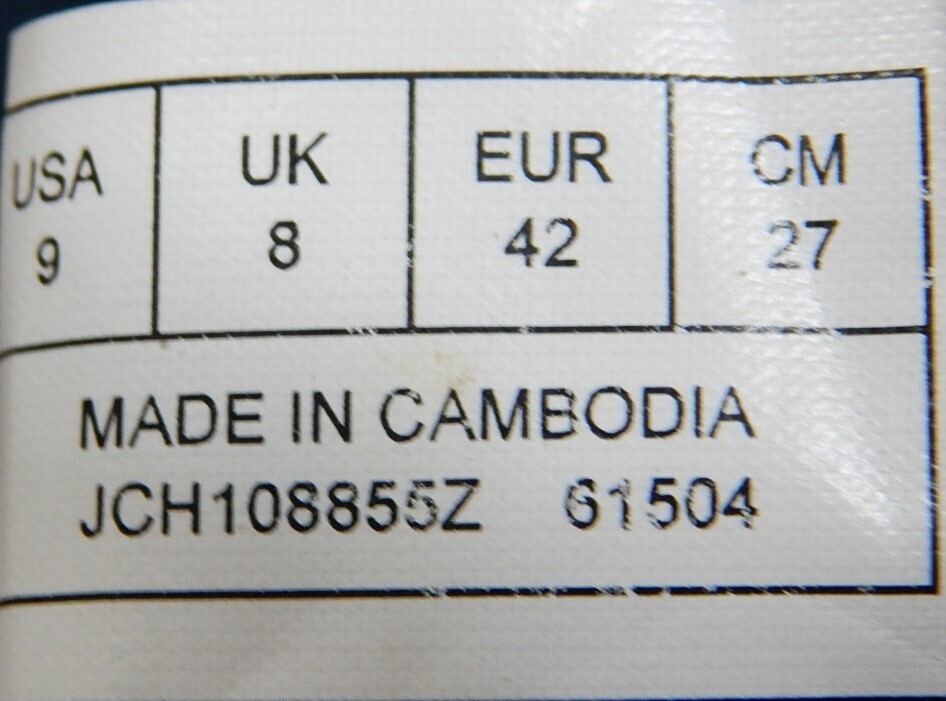 USA UK EUR CM
9 8 42 27
MADE IN CAMBODIA
JCH108855Z 61504